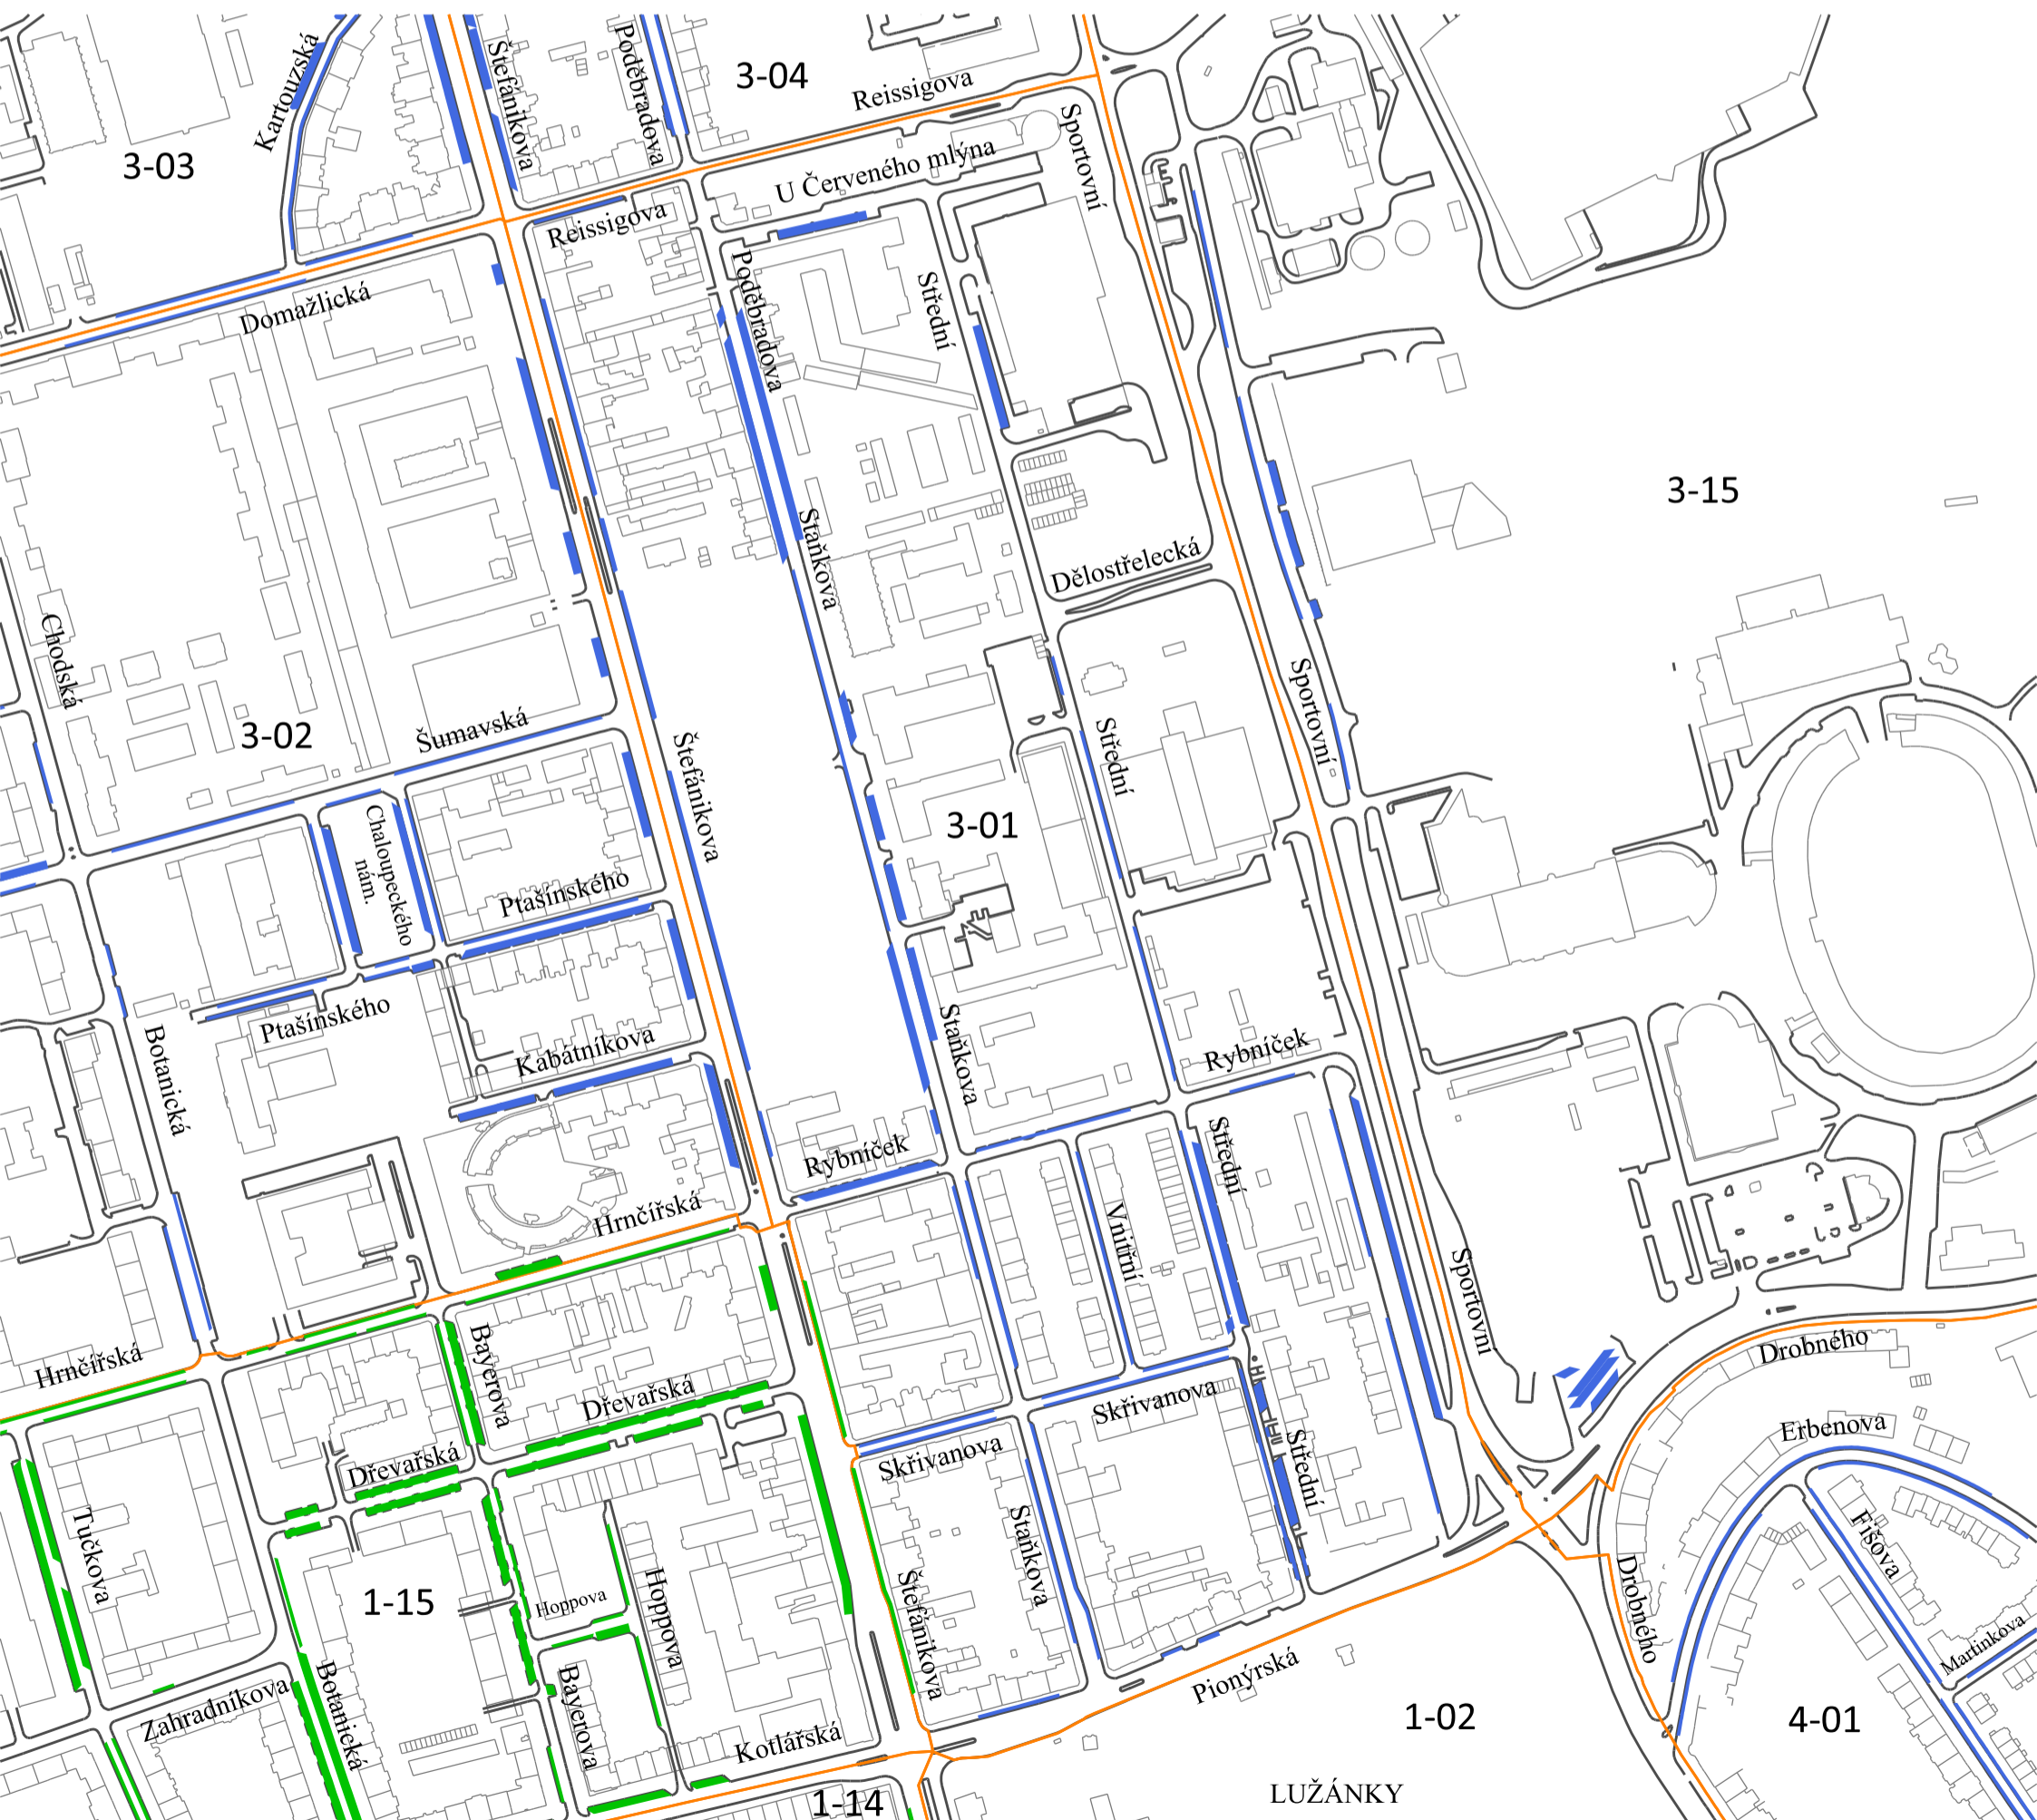 Kartouzská
Štefánikova
Poděbradova
3-04
Reissigova
Sportovní
3-03
U Červeného mlýna
Reissigova
Domažlická
Poděbradova
Střední
3-15
Staňkova
Dělostřelecká
Chodská
3-02
Šumavská
Štefánikova
Střední
Sportovní
3-01
Chaloupeckého
nám.
Ptašínského
Ptašínského
Botanická
Kabátníkova
Staňkova
Rybníček
Rybníček
Střední
Hrnčířská
Vnitřní
Sportovní
Hrnčířská
Bayerova
Dřevařská
Skřivanova
Drobného
Erbenova
Dřevařská
Skřivanova
Střední
Tučkova
Staňkova
Fišova
1-15
Hoppova
Hoppova
Štefánikova
Drobného
Martinkova
Zahradníkova
Botanická
Bayerova
Kotlářská
Pionýrská
1-02
4-01
1-14
LUŽÁNKY